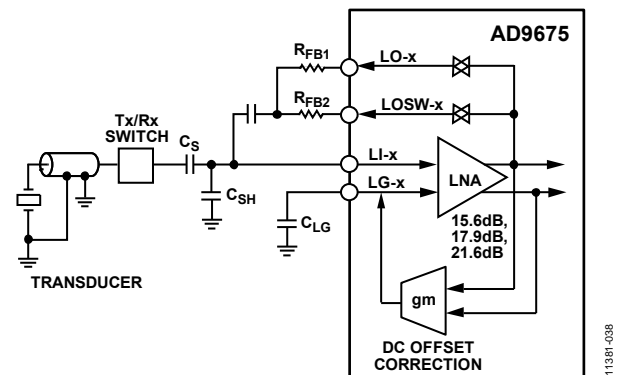 AD9675
RFB1
LO-x
RFB2
LOSW-x
Tx/Rx
SWITCH
CS
LI-x
LG-x
LNA
CSH
CLG
15.6dB,
17.9dB,
21.6dB
TRANSDUCER
gm
DC OFFSET
CORRECTION
11381-038